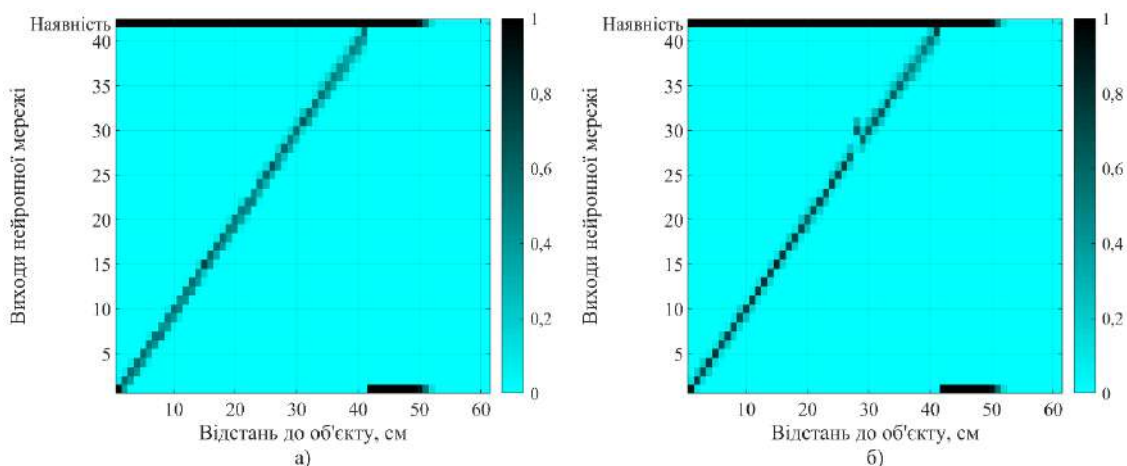 Наявність
40
35
30
25
20
15
10
5
Виходи нейронної мережі
10 20 30 40 50 60
Відстань до об'єкту, см
а)
1
0,8
0,6
0,4
0,2
0
Наявність
40
35
30
25
20
15
10
5
Виходи нейронної мережі
10 20 30 40 50 60
Відстань до об'єкту, см
б)
1
0,8
0,6
0,4
0,2
0